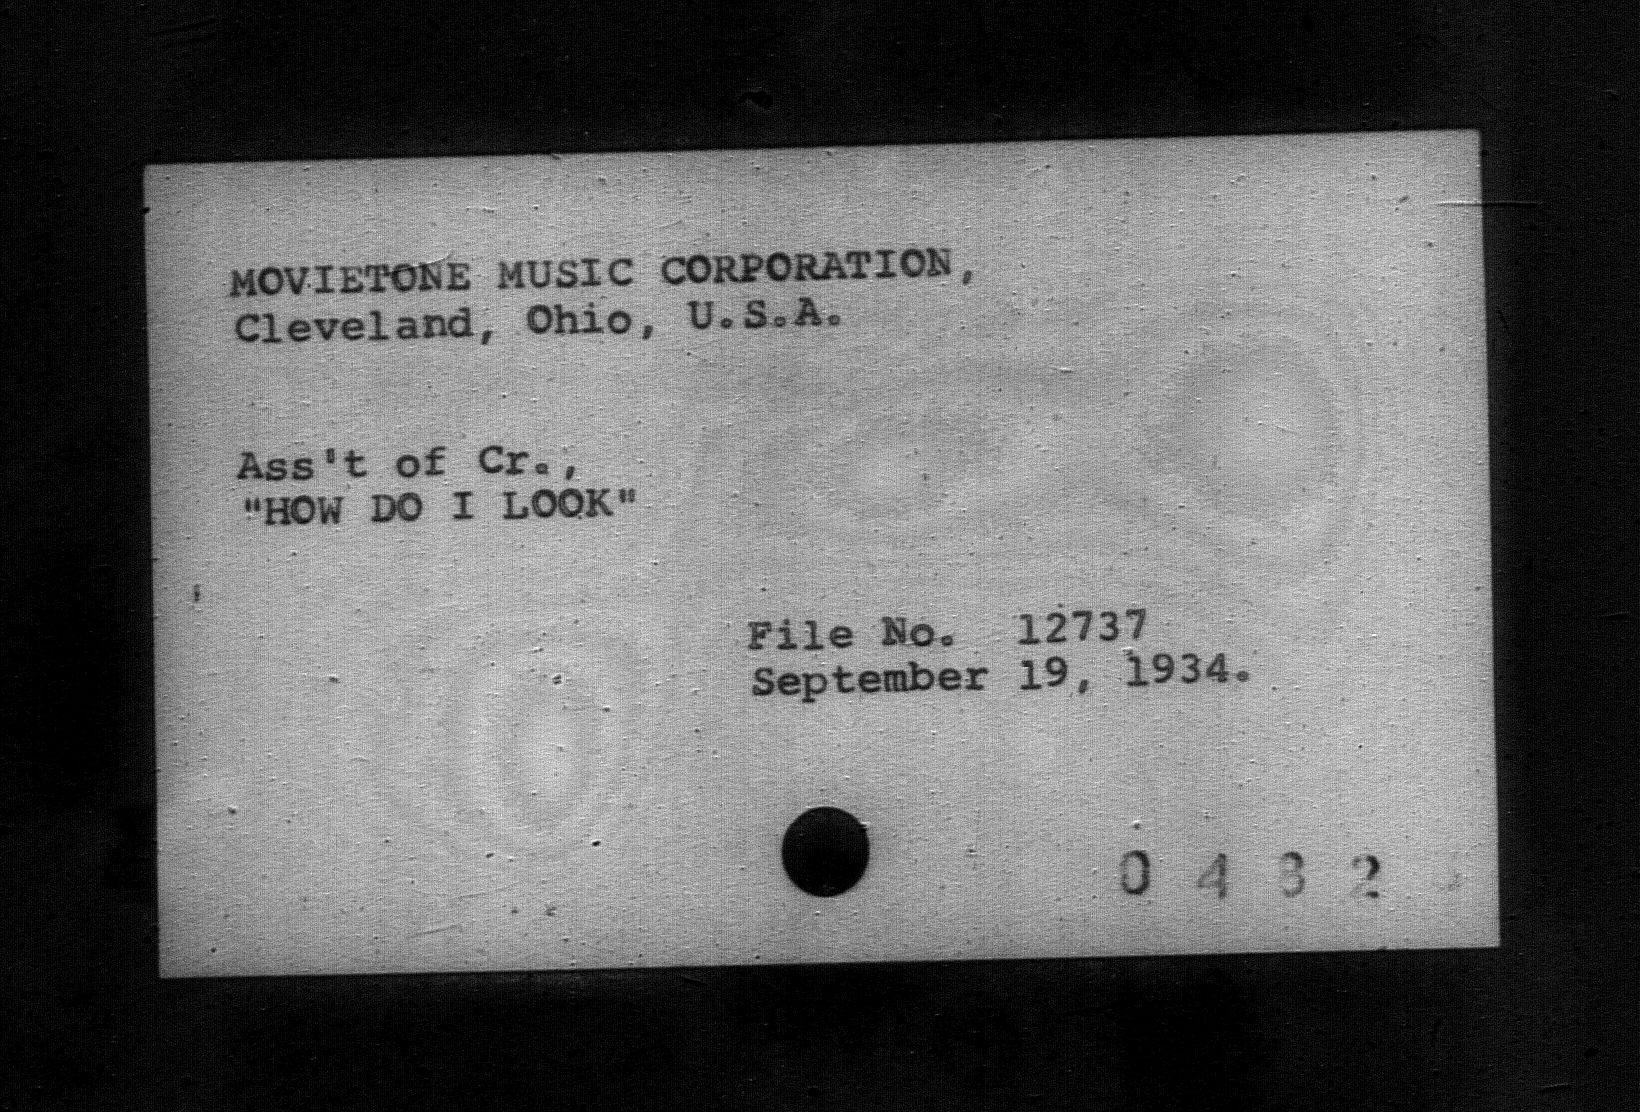 MOVIETONE MUSIC CORPORATION,
Cleveland, Ohio, U.S.A.
Ass't of Cr.,
"HOW DO I LOOK"
File No. 12737
September 19, 1934.
0432